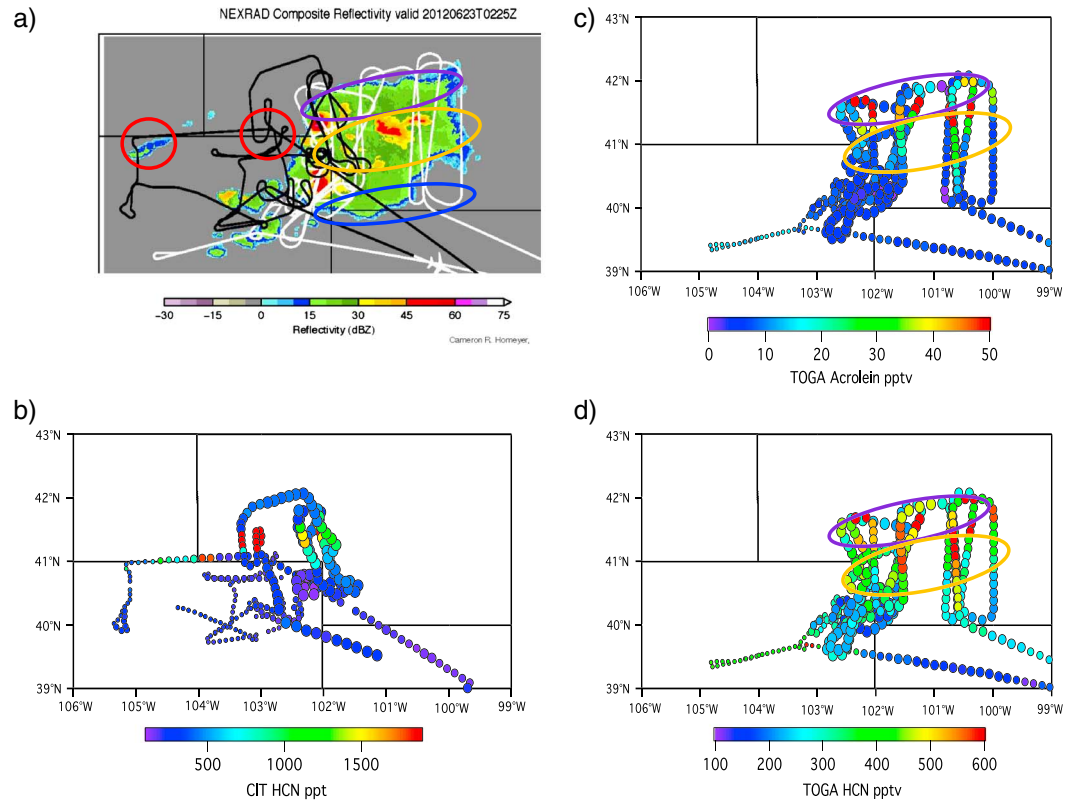 a)
NEXRAD Composite Reflectivity valid 20120623T0225Z
−30 −15 0 15 30 45 60 75
Reflectivity (dBZ)
Cameron R. Homeyer,
c)
43°N
42°N
41°N
40°N
39°N
106°W 105°W 104°W 103°W 102°W 101°W 100°W 99°W
0 10 20 30 40 50
TOGA Acrolein pptv
b)
43°N
42°N
41°N
40°N
39°N
106°W 105°W 104°W 103°W 102°W 101°W 100°W 99°W
500 1000 1500
CIT HCN ppt
d)
43°N
42°N
41°N
40°N
39°N
106°W 105°W 104°W 103°W 102°W 101°W 100°W 99°W
100 200 300 400 500 600
TOGA HCN pptv